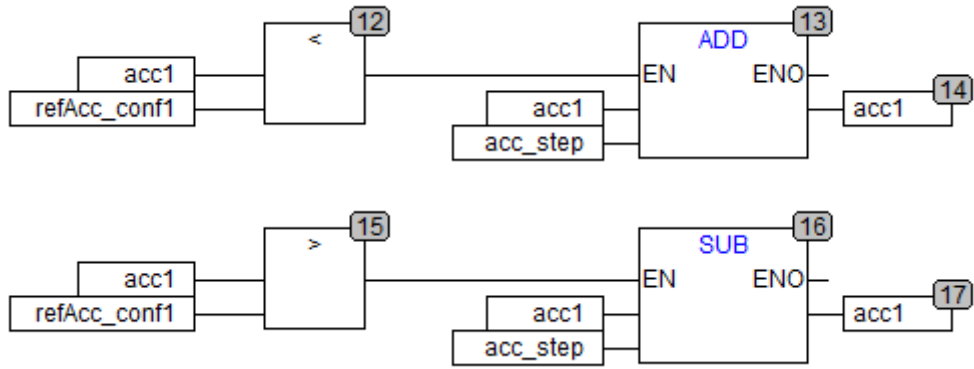 12
<
acc1
refAcc_conf1
13
ADD
EN ENO
acc1
acc_step
14
acc1
15
>
acc1
refAcc_conf1
16
SUB
EN ENO
acc1
acc_step
17
acc1